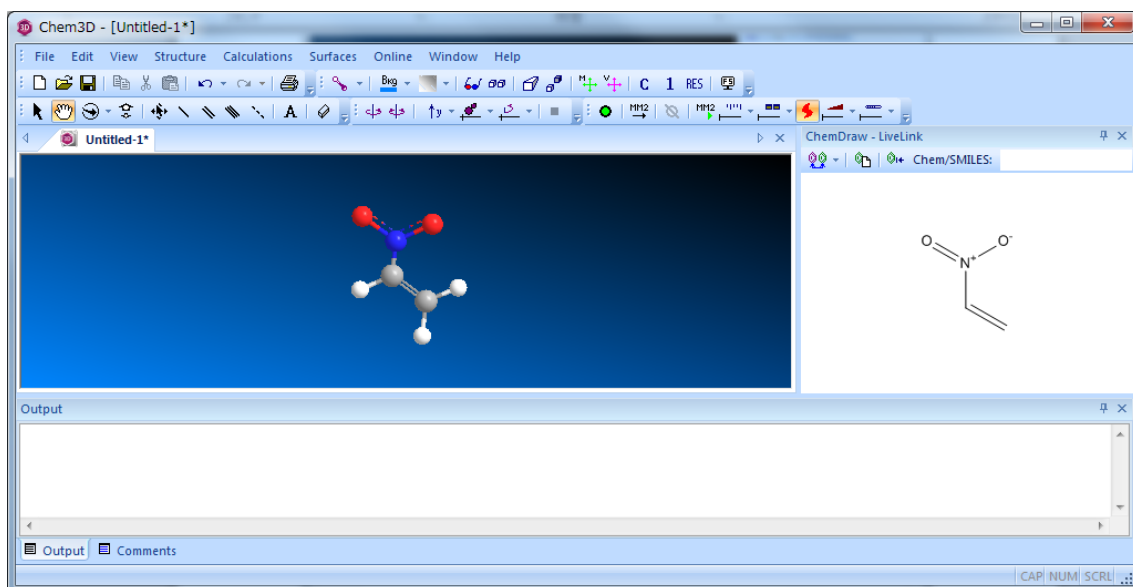 Chem3D - [Untitled-1*]
File Edit View Structure Calculations Surfaces Online Window Help
Bkg M V C 1 RES F5
A y MM2 MM2
Untitled-1*
ChemDraw - LiveLink
Chem/SMILES:
O O-
N+
Output
Output Comments
CAP NUM SCRL